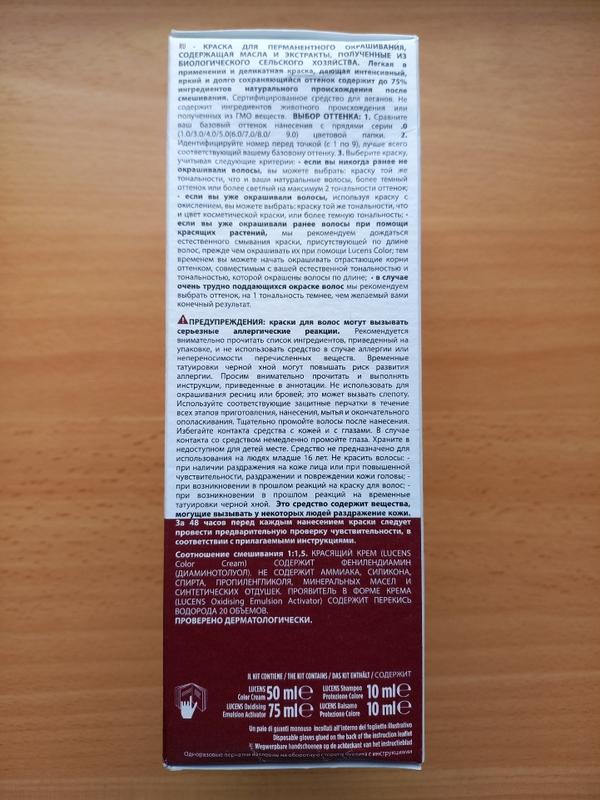 RU - КРАСКА ДЛЯ ПЕРМАНЕНТНОГО ОКРАШИВАНИЯ,
СОДЕРЖАЩАЯ МАСЛА И ЭКСТРАКТЫ, ПОЛУЧЕННЫЕ ИЗ
БИОЛОГИЧЕСКОГО СЕЛЬСКОГО ХОЗЯЙСТВА. Легкая в
применении и деликатная краска, дающая интенсивный,
яркий и долго сохраняющийся оттенок содержит до 75%
ингредиентов натурального происхождения после
смешивания. Сертифицированное средство для веганов. Не
содержит ингредиентов животного происхождения или
полученных из ГМО веществ. ВЫБОР ОТТЕНКА: 1. Сравните
ваш базовый оттенок нанесения с прядями серии .0
(1.0/3.0/4.0/5.0(6.0/7.0/8.0/ 9.0) цветовой папки. 2.
Идентифицируйте номер перед точкой (с 1 по 9), лучше всего
соответствующий вашему базовому оттенку. 3. Выберите краску,
учитывая следующие критерии: • если вы никогда ранее не
окрашивали волосы, вы можете выбрать: краску той же
тональности, что и ваши натуральные волосы, более темный
оттенок или более светлый на максимум 2 тональности оттенок;
• если вы уже окрашивали волосы, используя краску с
окислением, вы можете выбрать: краску той же тональности, что
и цвет косметической краски, или более темную тональность; •
если вы уже окрашивали ранее волосы при помощи
красящих растений, мы рекомендуем дождаться
естественного смывания краски, присутствующей по длине
волос, прежде чем окрашивать их при помощи Lucens Color; тем
временем вы можете начать окрашивать отрастающие корни
оттенком, совместимым с вашей естественной тональностью и
тональностью, которой окрашены волосы по длине; • в случае
очень трудно поддающихся окраске волос мы рекомендуем
выбрать оттенок, на 1 тональность темнее, чем желаемый вами
конечный результат.
ПРЕДУПРЕЖДЕНИЯ: краски для волос могут вызывать
серьезные аллергические реакции. Рекомендуется
внимательно прочитать список ингредиентов, приведенный на
упаковке, и не использовать средство в случае аллергии или
непереносимости перечисленных веществ. Временные
татуировки черной хной могут повышать риск развития
аллергии. Просим внимательно прочитать и выполнять
инструкции, приведенные в аннотации. Не использовать для
окрашивания ресниц или бровей; это может вызвать слепоту.
Используйте соответствующие защитные перчатки в течение
всех этапов приготовления, нанесения, мытья и окончательного
ополаскивания. Тщательно промойте волосы после нанесения.
Избегайте контакта средства с кожей и с глазами. В случае
контакта со средством немедленно промойте глаза. Храните в
недоступном для детей месте. Средство не предназначено для
использования на людях младше 16 лет. Не красить волосы: -
при наличии раздражения на коже лица или при повышенной
чувствительности, раздражении и повреждении кожи головы; -
при возникновении в прошлом реакций на краску для волос; -
при возникновении в прошлом реакций на временные
татуировки черной хной. Это средство содержит вещества,
могущие вызывать у некоторых людей раздражение кожи.
За 48 часов перед каждым нанесением краски следует
провести предварительную проверку чувствительности, в
соответствии с прилагаемыми инструкциями.
Соотношение смешивания 1:1,5. КРАСЯЩИЙ КРЕМ (LUCENS
Color Cream) СОДЕРЖИТ ФЕНИЛЕНДИАМИН
(ДИАМИНОТОЛУОЛ). НЕ СОДЕРЖИТ АММИАКА, СИЛИКОНА,
СПИРТА, ПРОПИЛЕНГЛИКОЛЯ, МИНЕРАЛЬНЫХ МАСЕЛ И
СИНТЕТИЧЕСКИХ ОТДУШЕК. ПРОЯВИТЕЛЬ В ФОРМЕ КРЕМА
(LUCENS Oxidising Emulsion Activator) СОДЕРЖИТ ПЕРЕКИСЬ
ВОДОРОДА 20 ОБЪЕМОВ.
ПРОВЕРЕНО ДЕРМАТОЛОГИЧЕСКИ.
IL KIT CONTIENE / THE KIT CONTAINS / DAS KIT ENTHÄLT / СОДЕРЖИТ
LUCENS Color Cream 50 ml ℮ LUCENS Shampoo Protezione Colore 10 ml ℮
LUCENS Oxidising Emulsion Activator 75 ml ℮ LUCENS Balsamo Protezione Colore 10 ml ℮
Un paio di guanti monouso incollati all'interno del foglietto illustrativo
Disposable gloves glued on the back of the instruction leaflet
Wegwerpbare handschoenen op de achterkant van het instructieblad
Одноразовые перчатки на оборотной стороне с инструкциями